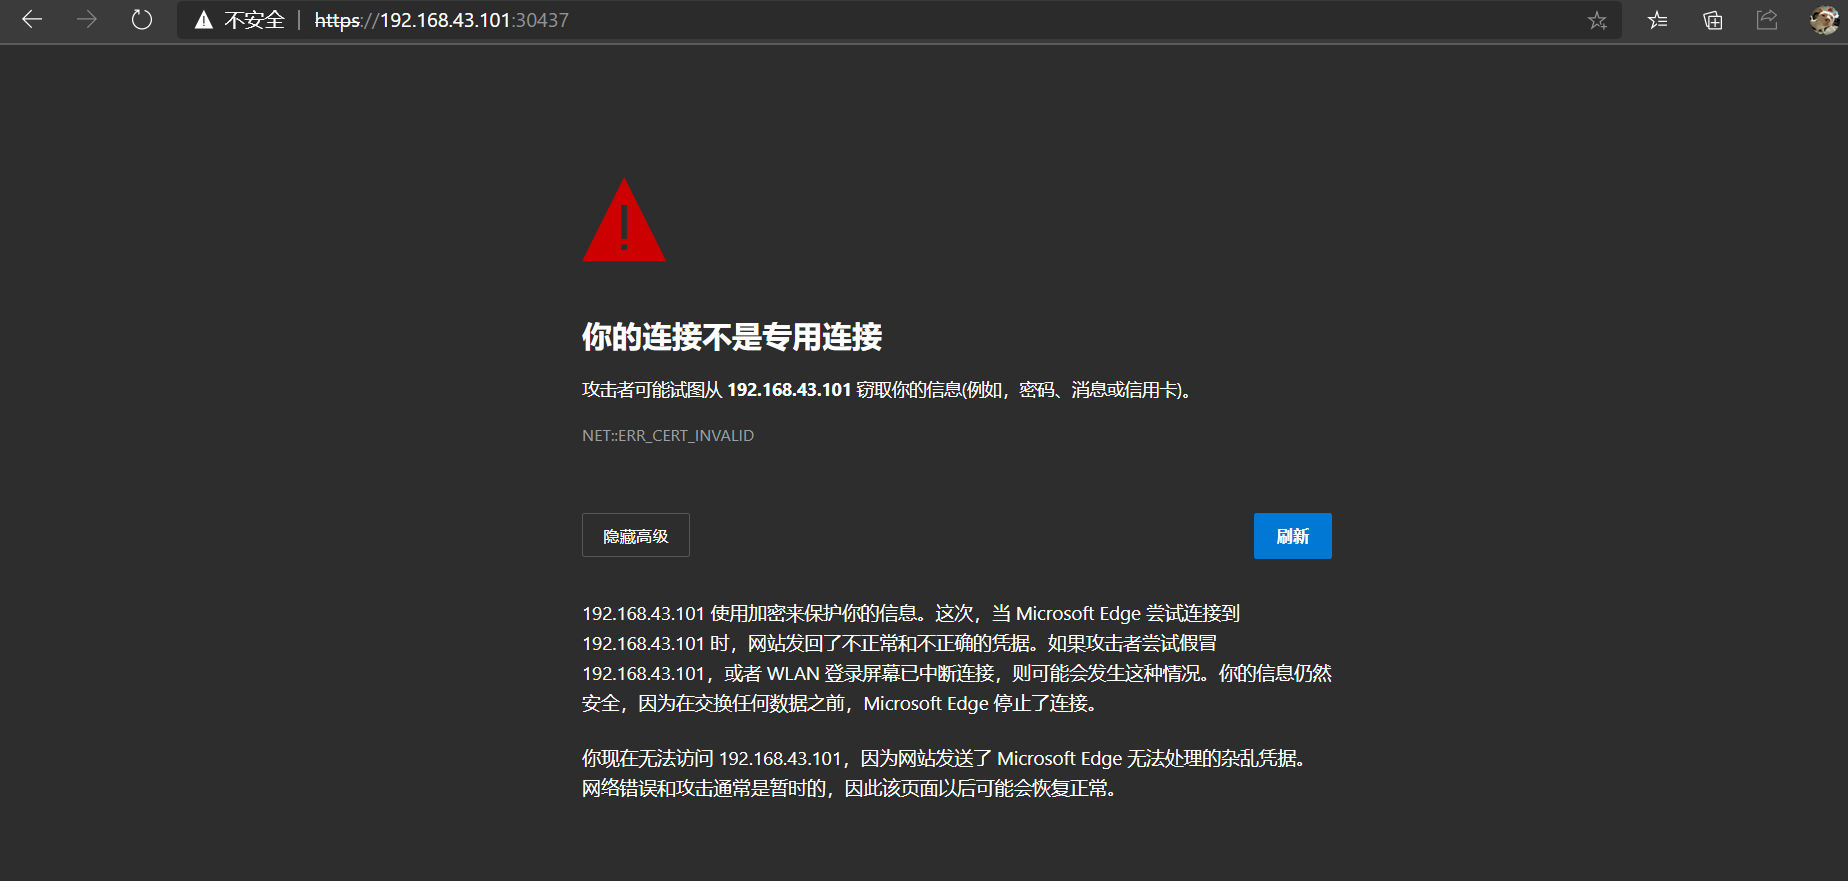 不安全 | https://192.168.43.101:30437
你的连接不是专用连接
攻击者可能试图从 192.168.43.101 窃取你的信息(例如，密码、消息或信用卡)。
NET::ERR_CERT_INVALID
隐藏高级
刷新
192.168.43.101 使用加密来保护你的信息。这次，当 Microsoft Edge 尝试连接到
192.168.43.101 时，网站发回了不正常和不正确的凭据。如果攻击者尝试假冒
192.168.43.101，或者 WLAN 登录屏幕已中断连接，则可能会发生这种情况。你的信息仍然
安全，因为在交换任何数据之前，Microsoft Edge 停止了连接。
你现在无法访问 192.168.43.101，因为网站发送了 Microsoft Edge 无法处理的杂乱凭据。
网络错误和攻击通常是暂时的，因此该页面以后可能会恢复正常。